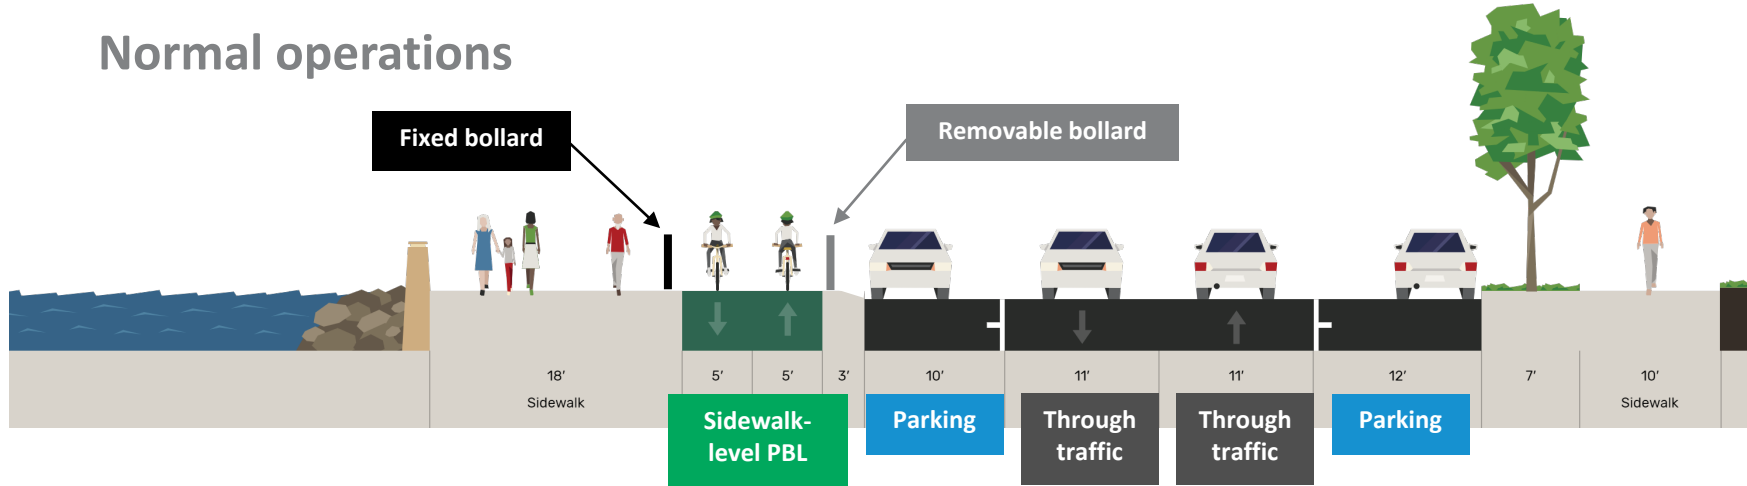 Normal operations
Fixed bollard
Removable bollard
18’
5’
5’
3’
10’
11’
11’
12’
7’
10’
Sidewalk
Sidewalk
Sidewalk-
level PBL
Parking
Through
traffic
Through
traffic
Parking